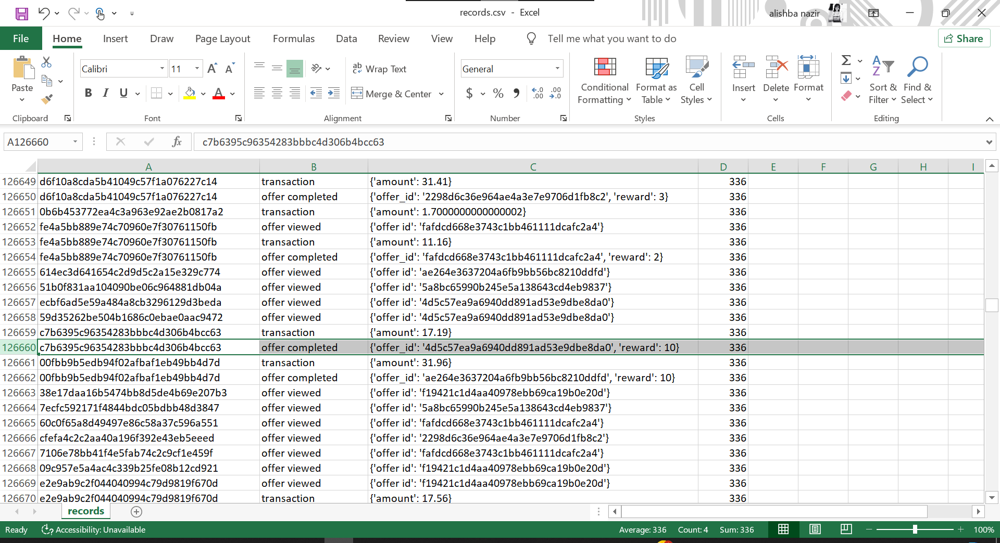 records.csv - Excel
alishba nazir
File Home Insert Draw Page Layout Formulas Data Review View Help Tell me what you want to do Share
Calibri 11 ab Wrap Text General
Paste B I U A Merge & Center $ % Conditional Formatting Format as Table Cell Styles Insert Delete Format Sort & Filter Find & Select
Clipboard Font Alignment Number Styles Cells Editing
A126660 fx c7b6395c96354283bbbc4d306b4bcc63
A B C D E F G H I
126649 d6f10a8cda5b41049c57f1a076227c14 transaction {'amount': 31.41} 336
126650 d6f10a8cda5b41049c57f1a076227c14 offer completed {'offer_id': '2298d6c36e964ae4a3e7e9706d1fb8c2', 'reward': 3} 336
126651 0b6b453772ea4c3a963e92ae2b0817a2 transaction {'amount': 1.7000000000000002} 336
126652 fe4a5bb889e74c70960e7f30761150fb offer viewed {'offer id': 'fafdcd668e3743c1bb461111dcafc2a4'} 336
126653 fe4a5bb889e74c70960e7f30761150fb transaction {'amount': 11.16} 336
126654 fe4a5bb889e74c70960e7f30761150fb offer completed {'offer_id': 'fafdcd668e3743c1bb461111dcafc2a4', 'reward': 2} 336
126655 614ec3d641654c2d9d5c2a15e329c774 offer viewed {'offer id': 'ae264e3637204a6fb9bb56bc8210ddfd'} 336
126656 51b0f831aa104090be06c964881db04a offer viewed {'offer id': '5a8bc65990b245e5a138643cd4eb9837'} 336
126657 ecbf6ad5e59a484a8cb3296129d3beda offer viewed {'offer id': '4d5c57ea9a6940dd891ad53e9dbe8da0'} 336
126658 59d35262be504b1686c0ebae0aac9472 offer viewed {'offer id': '4d5c57ea9a6940dd891ad53e9dbe8da0'} 336
126659 c7b6395c96354283bbbc4d306b4bcc63 transaction {'amount': 17.19} 336
126660 c7b6395c96354283bbbc4d306b4bcc63 offer completed {'offer_id': '4d5c57ea9a6940dd891ad53e9dbe8da0', 'reward': 10} 336
126661 00fbb9b5edb94f02afbaf1eb49bb4d7d transaction {'amount': 31.96} 336
126662 00fbb9b5edb94f02afbaf1eb49bb4d7d offer completed {'offer_id': 'ae264e3637204a6fb9bb56bc8210ddfd', 'reward': 10} 336
126663 38e17daa16b5474bb8d5de4b69e207b3 offer viewed {'offer id': 'f19421c1d4aa40978ebb69ca19b0e20d'} 336
126664 7ecfc592171f4844bdc05bdbb48d3847 offer viewed {'offer id': '5a8bc65990b245e5a138643cd4eb9837'} 336
126665 60c0f65a8d49497e86c58a37c596a551 offer viewed {'offer id': 'fafdcd668e3743c1bb461111dcafc2a4'} 336
126666 cfefa4c2c2aa40a196f392e43eb5eeed offer viewed {'offer id': '2298d6c36e964ae4a3e7e9706d1fb8c2'} 336
126667 7106e78bb41f4e5fab74c2c9cf1e459f offer viewed {'offer id': 'fafdcd668e3743c1bb461111dcafc2a4'} 336
126668 09c957e5a4ac4c339b25fe08b12cd921 offer viewed {'offer id': 'f19421c1d4aa40978ebb69ca19b0e20d'} 336
126669 e2e9ab9c2f044040994c79d9819f670d offer viewed {'offer id': 'f19421c1d4aa40978ebb69ca19b0e20d'} 336
126670 e2e9ab9c2f044040994c79d9819f670d transaction {'amount': 17.56} 336
records
Ready Accessibility: Unavailable Average: 336 Count: 4 Sum: 336 100%